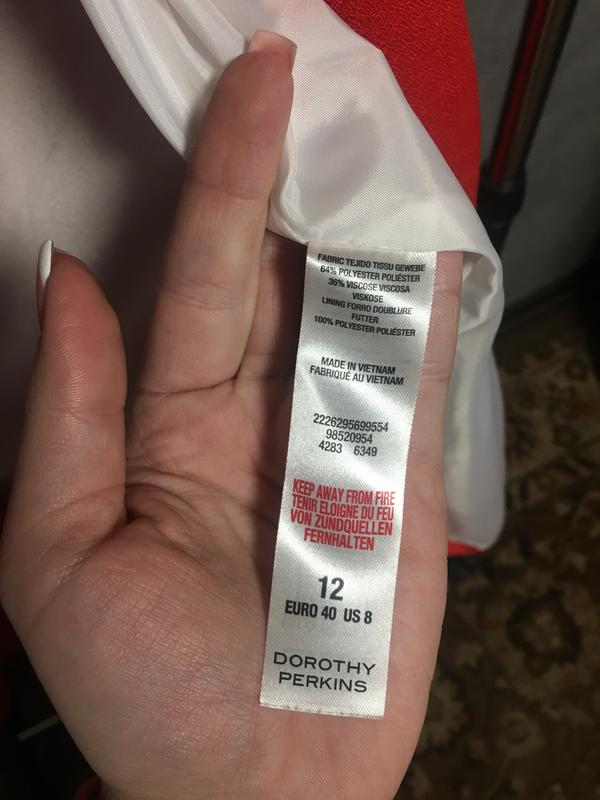 FABRIC TEJIDO TISSU GEWEBE
64% POLYESTER POLIÉSTER
36% VISCOSE VISCOSA
VISKOSE
LINING FORRO DOUBLURE
FUTTER
100% POLYESTER POLIÉSTER
MADE IN VIETNAM
FABRIQUÉ AU VIETNAM
2226295699554
98520954
4283 6349
KEEP AWAY FROM FIRE
TENIR ELOIGNE DU FEU
VON ZUNDQUELLEN
FERNHALTEN
12
EURO 40 US 8
DOROTHY
PERKINS